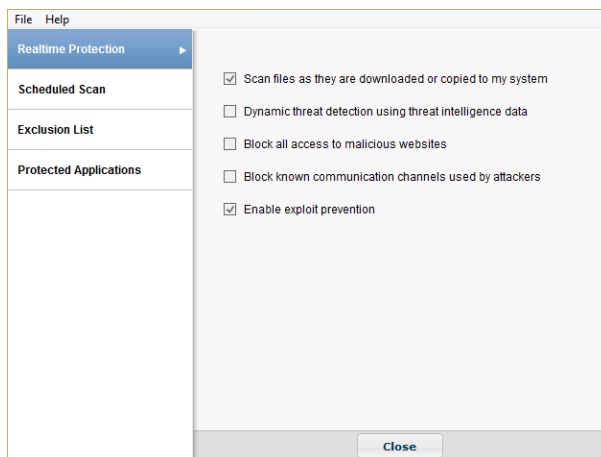 File Help
Realtime Protection
Scheduled Scan
Exclusion List
Protected Applications
Scan files as they are downloaded or copied to my system
Dynamic threat detection using threat intelligence data
Block all access to malicious websites
Block known communication channels used by attackers
Enable exploit prevention
Close